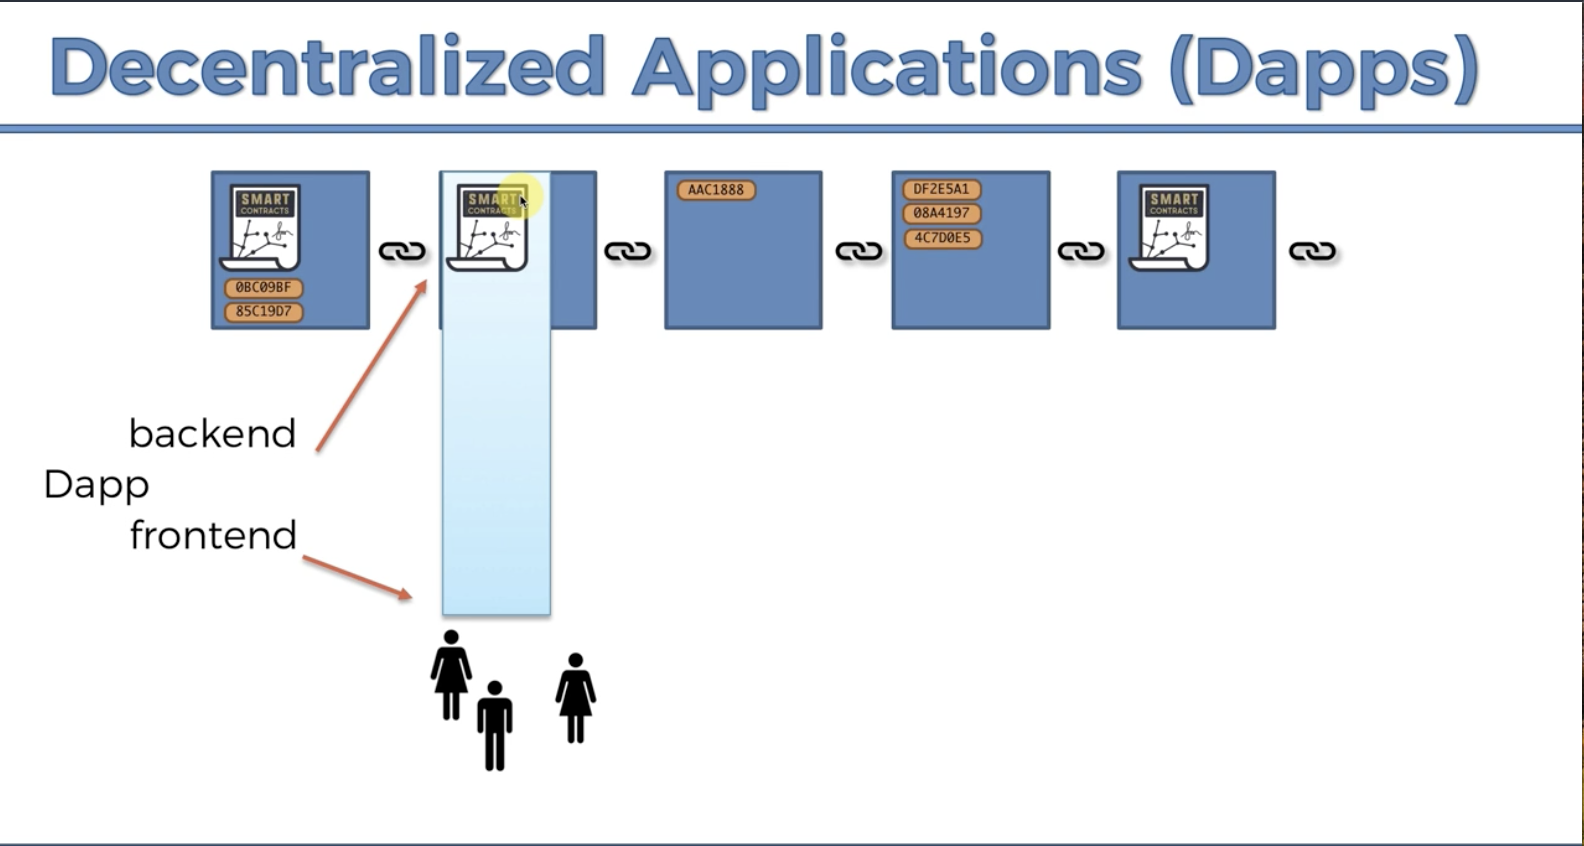 Decentralized Applications (Dapps)
SMART
CONTRACTS
0BC09BF
85C19D7
SMART
CONTRACTS
AAC1888
DF2E5A1
08A4197
4C7D0E5
SMART
CONTRACTS
backend
Dapp
frontend